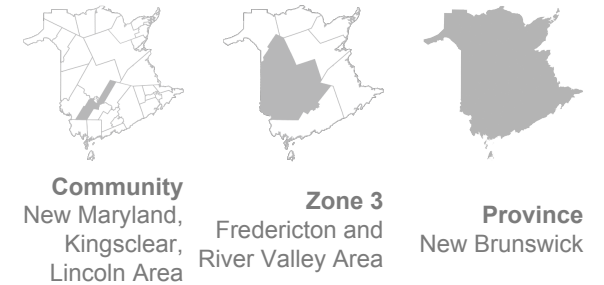 Community
New Maryland,
Kingsclear,
Lincoln Area
Zone 3
Fredericton and
River Valley Area
Province
New Brunswick